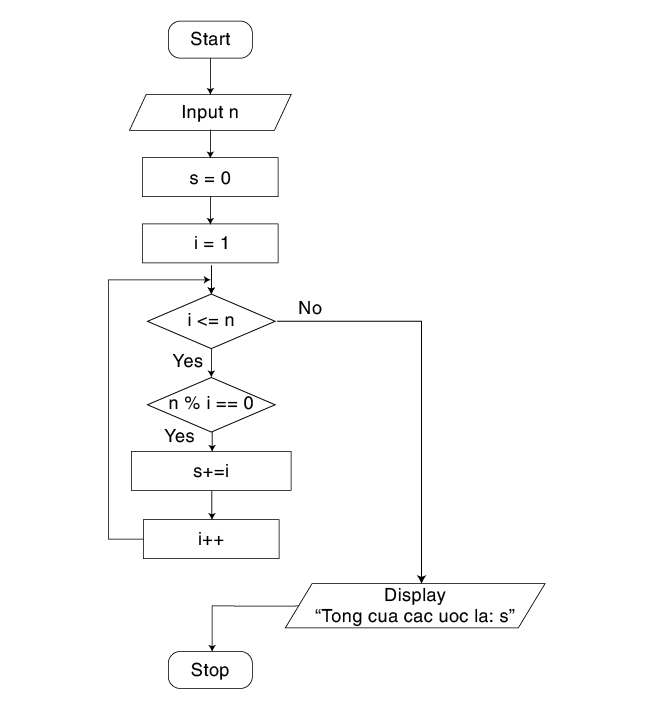 Start
Input n
s = 0
i = 1
i <= n
No
Yes
n % i == 0
Yes
s+=i
i++
Display
“Tong cua cac uoc la: s”
Stop